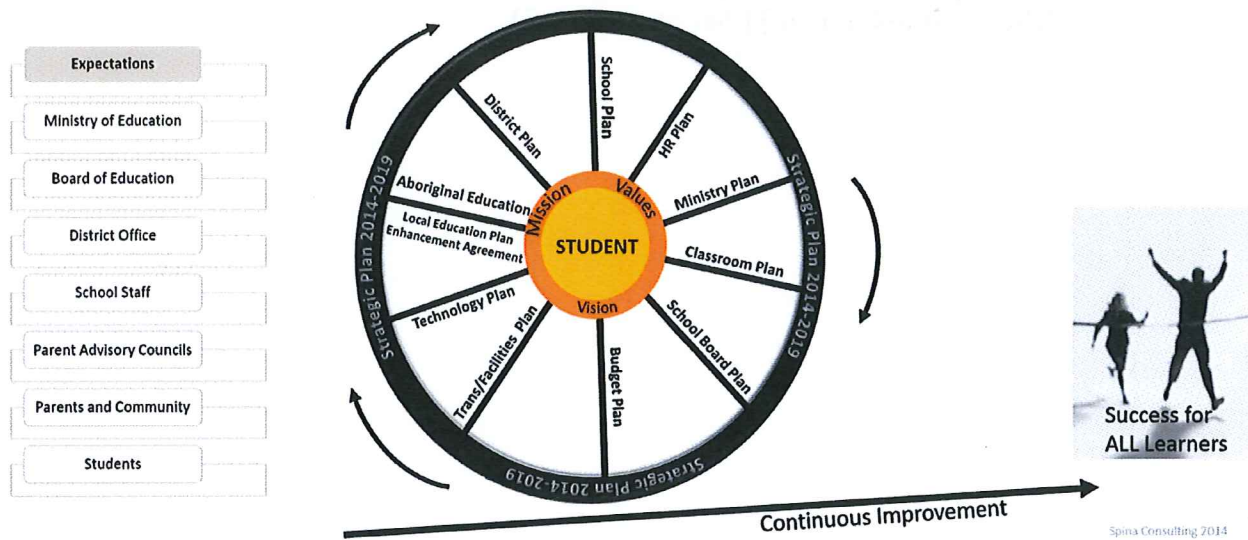 Expectations
Ministry of Education
Board of Education
District Office
School Staff
Parent Advisory Councils
Parents and Community
Students
Strategic Plan 2014-2019
Strategic Plan 2014-2019
Strategic Plan 2014-2019
School Plan
HR Plan
Ministry Plan
Classroom Plan
School Board Plan
Budget Plan
Trans/Facilities Plan
Technology Plan
Local Education Plan
Enhancement Agreement
Aboriginal Education
District Plan
Mission
Values
Vision
STUDENT
Success for
ALL Learners
Continuous Improvement
Spina Consulting 2014